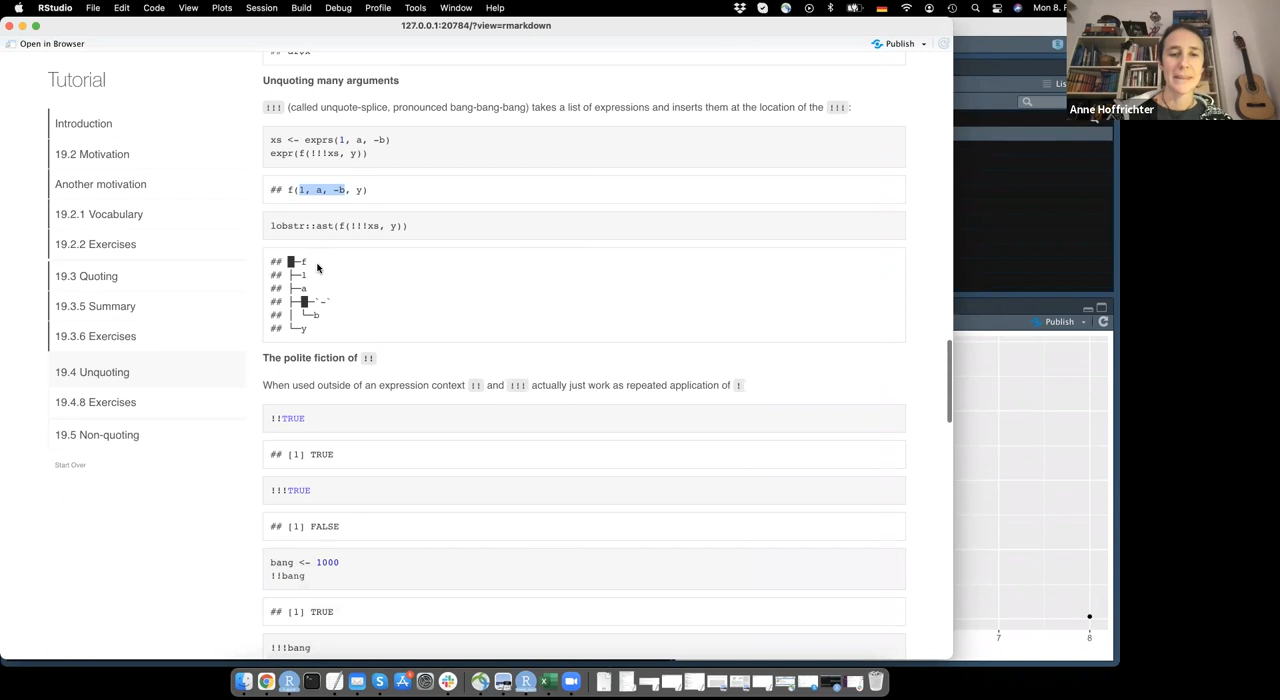 RStudio File Edit Code View Plots Session Build Debug Profile Tools Window Help Mon 8.
127.0.0.1:20784/?view=rmarkdown
Open in Browser
Publish
Anne Hoffrichter
Tutorial
Introduction
19.2 Motivation
Another motivation
19.2.1 Vocabulary
19.2.2 Exercises
19.3 Quoting
19.3.5 Summary
19.3.6 Exercises
19.4 Unquoting
19.4.8 Exercises
19.5 Non-quoting
Start Over
Unquoting many arguments
!!! (called unquote-splice, pronounced bang-bang-bang) takes a list of expressions and inserts them at the location of the !!! :
xs <- exprs(1, a, -b)
expr(f(!!!xs, y))
## f(1, a, -b, y)
lobstr::ast(f(!!!xs, y))
## █─f
## ├─1
## ├─a
## ├─█─`-`
## │ └─b
## └─y
The polite fiction of !!
When used outside of an expression context !! and !!! actually just work as repeated application of !
!!TRUE
## [1] TRUE
!!!TRUE
## [1] FALSE
bang <- 1000
!!bang
## [1] TRUE
!!!bang
Lis
Publish
7 8